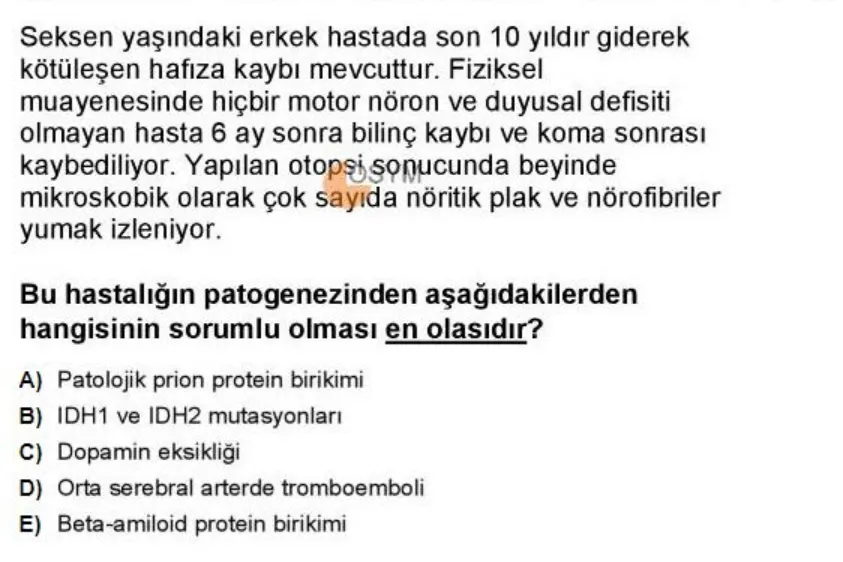 Seksen yaşındaki erkek hastada son 10 yıldır giderek
kötüleşen hafıza kaybı mevcuttur. Fiziksel
muayenesinde hiçbir motor nöron ve duyusal defisiti
olmayan hasta 6 ay sonra bilinç kaybı ve koma sonrası
kaybediliyor. Yapılan otopsi sonucunda beyinde
mikroskobik olarak çok sayıda nöritik plak ve nörofibriler
yumak izleniyor.
Bu hastalığın patogenezinden aşağıdakilerden
hangisinin sorumlu olması en olasıdır?
A) Patolojik prion protein birikimi
B) IDH1 ve IDH2 mutasyonları
C) Dopamin eksikliği
D) Orta serebral arterde tromboemboli
E) Beta-amiloid protein birikimi
ÖSYM